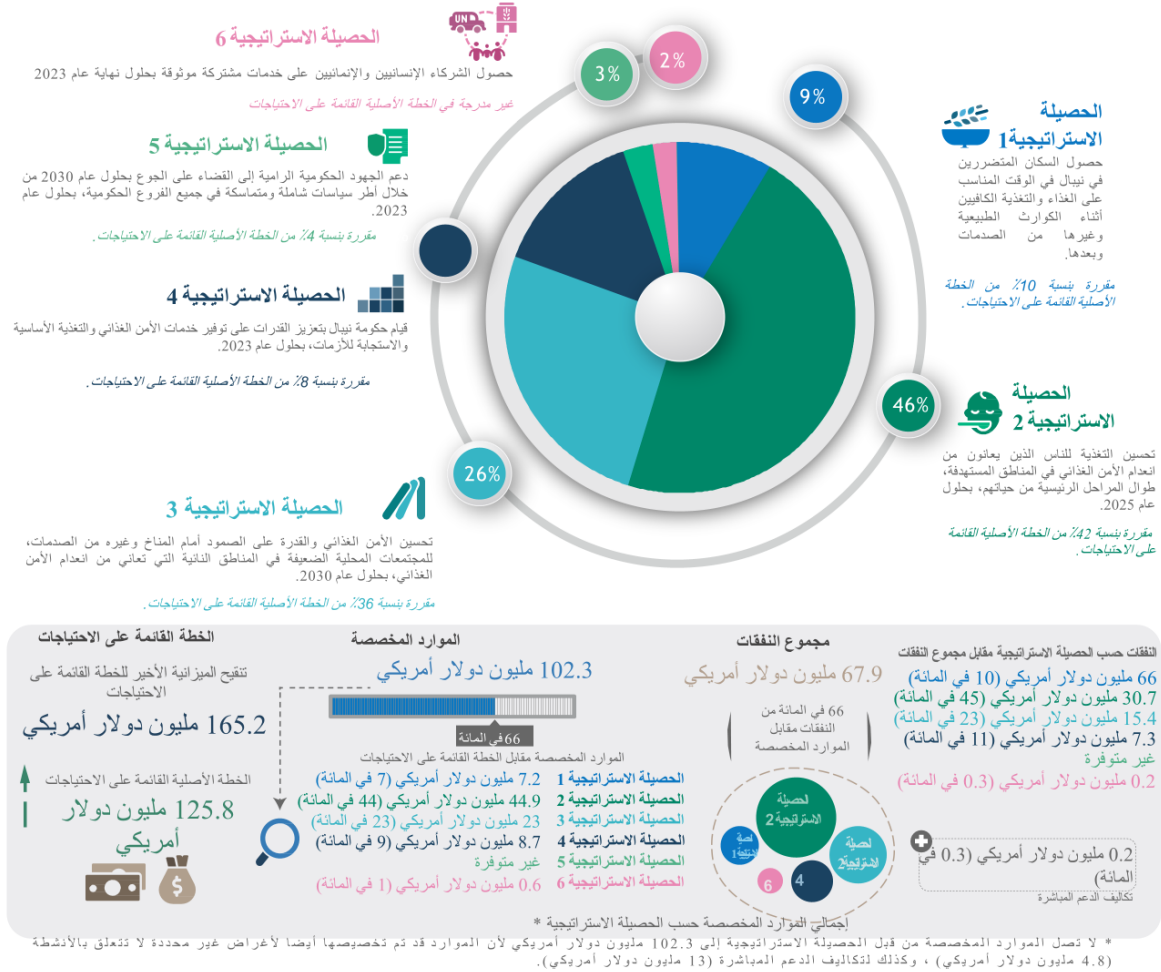 الحصيلة الاستراتيجية 6
حصول الشركاء الإنسانيين والإنمائيين على خدمات مشتركة موثوقة بحلول نهاية عام 2023
غير مدرجة في الخطة الأصلية القائمة على الاحتياجات
UN
الحصيلة الاستراتيجية 5
دعم الجهود الحكومية الرامية إلى القضاء على الجوع بحلول عام 2030 من
خلال أطر سياسات شاملة ومتماسكة في جميع الفروع الحكومية، بحلول عام
2023.
مقررة بنسبة 4٪ من الخطة الأصلية القائمة على الاحتياجات.
الحصيلة الاستراتيجية 4
قيام حكومة نيبال بتعزيز القدرات على توفير خدمات الأمن الغذائي والتغذية الأساسية
والاستجابة للأزمات، بحلول عام 2023.
مقررة بنسبة 8٪ من الخطة الأصلية القائمة على الاحتياجات.
الحصيلة الاستراتيجية 3
تحسين الأمن الغذائي والقدرة على الصمود أمام المناخ وغيره من الصدمات،
للمجتمعات المحلية الضعيفة في المناطق النائية التي تعاني من انعدام الأمن
الغذائي، بحلول عام 2030.
مقررة بنسبة 36٪ من الخطة الأصلية القائمة على الاحتياجات.
3%
2%
9%
46%
26%
الحصيلة
الاستراتيجية1
حصول السكان المتضررين
في نيبال في الوقت المناسب
على الغذاء والتغذية الكافيين
أثناء الكوارث الطبيعية
وغيرها من الصدمات
وبعدها.
مقررة بنسبة 10٪ من الخطة
الأصلية القائمة على الاحتياجات.
الحصيلة
الاستراتيجية 2
تحسين التغذية للناس الذين يعانون من
انعدام الأمن الغذائي في المناطق المستهدفة،
طوال المراحل الرئيسية من حياتهم، بحلول
عام 2025.
مقررة بنسبة 42٪ من الخطة الأصلية القائمة
على الاحتياجات.
النفقات حسب الحصيلة الاستراتيجية مقابل مجموع النفقات
66 مليون دولار أمريكي (10 في المائة)
30.7 مليون دولار أمريكي (45 في المائة)
15.4 مليون دولار أمريكي (23 في المائة)
7.3 مليون دولار أمريكي (11 في المائة)
غير متوفرة
0.2 مليون دولار أمريكي (0.3 في المائة)
0.2 مليون دولار أمريكي (0.3 في
المائة)
تكاليف الدعم المباشرة
مجموع النفقات
67.9 مليون دولار أمريكي
66 في المائة من
النفقات مقابل
الموارد المخصصة
الحصيلة
الاستراتيجية
2
4
6
الموارد المخصصة
102.3 مليون دولار أمريكي
66 في المائة
الموارد المخصصة مقابل الخطة القائمة على الاحتياجات
الحصيلة الاستراتيجية 1 7.2 مليون دولار أمريكي (7 في المائة)
الحصيلة الاستراتيجية 2 44.9 مليون دولار أمريكي (44 في المائة)
الحصيلة الاستراتيجية 3 23 مليون دولار أمريكي (23 في المائة)
الحصيلة الاستراتيجية 4 8.7 مليون دولار أمريكي (9 في المائة)
الحصيلة الاستراتيجية 5 غير متوفرة
الحصيلة الاستراتيجية 6 0.6 مليون دولار أمريكي (1 في المائة)
الخطة القائمة على الاحتياجات
تنقيح الميزانية الأخير للخطة القائمة على
الاحتياجات
165.2 مليون دولار أمريكي
الخطة الأصلية القائمة على الاحتياجات
125.8 مليون دولار
أمريكي
إجمالي الموارد المخصصة حسب الحصيلة الاستراتيجية *
* لا تصل الموارد المخصصة من قبل الحصيلة الاستراتيجية إلى 102.3 مليون دولار أمريكي لأن الموارد قد تم تخصيصها أيضا لأغراض غير محددة لا تتعلق بالأنشطة
(4.8 مليون دولار أمريكي) ، وكذلك لتكاليف الدعم المباشرة (13 مليون دولار أمريكي).